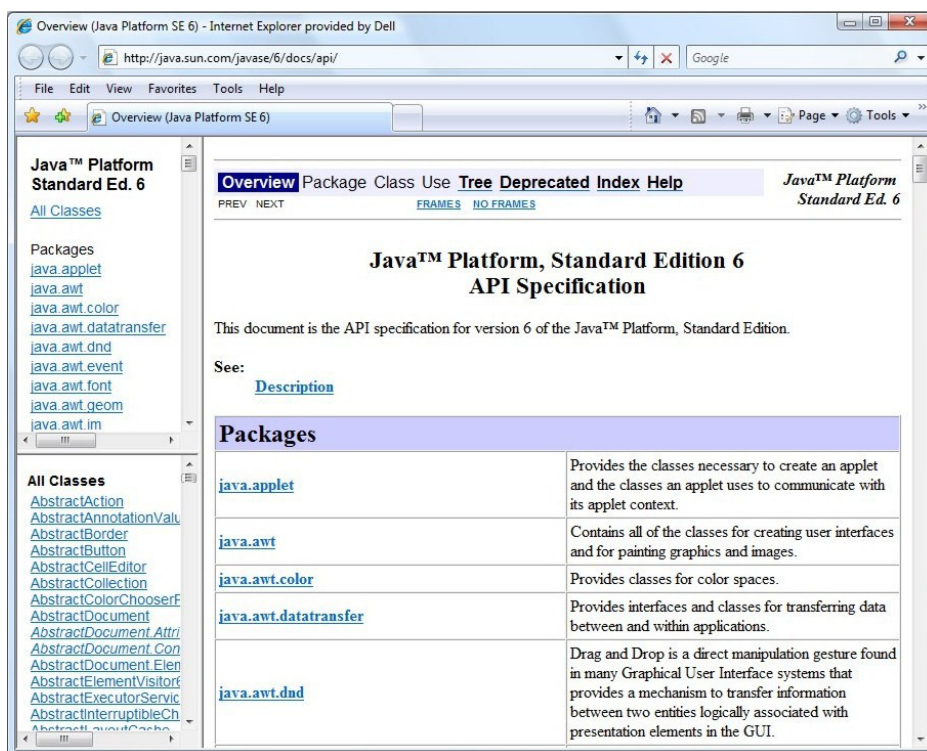 Overview (Java Platform SE 6) - Internet Explorer provided by Dell
http://java.sun.com/javase/6/docs/api/
Google
File Edit View Favorites Tools Help
Overview (Java Platform SE 6)
Page Tools
Java™ Platform
Standard Ed. 6
All Classes
Packages
java.applet
java.awt
java.awt.color
java.awt.datatransfer
java.awt.dnd
java.awt.event
java.awt.font
java.awt.geom
java.awt.im
All Classes
AbstractAction
AbstractAnnotationValu
AbstractBorder
AbstractButton
AbstractCellEditor
AbstractCollection
AbstractColorChooserP
AbstractDocument
AbstractDocument.Attri
AbstractDocument.Con
AbstractDocument.Elem
AbstractElementVisitor6
AbstractExecutorServic
AbstractInterruptibleCh
AbstractLayoutCache
Overview Package Class Use Tree Deprecated Index Help
PREV NEXT FRAMES NO FRAMES
Java™ Platform
Standard Ed. 6
Java™ Platform, Standard Edition 6
API Specification
This document is the API specification for version 6 of the Java™ Platform, Standard Edition.
See:
Description
Packages
java.applet
Provides the classes necessary to create an applet
and the classes an applet uses to communicate with
its applet context.
java.awt
Contains all of the classes for creating user interfaces
and for painting graphics and images.
java.awt.color
Provides classes for color spaces.
java.awt.datatransfer
Provides interfaces and classes for transferring data
between and within applications.
java.awt.dnd
Drag and Drop is a direct manipulation gesture found
in many Graphical User Interface systems that
provides a mechanism to transfer information
between two entities logically associated with
presentation elements in the GUI.